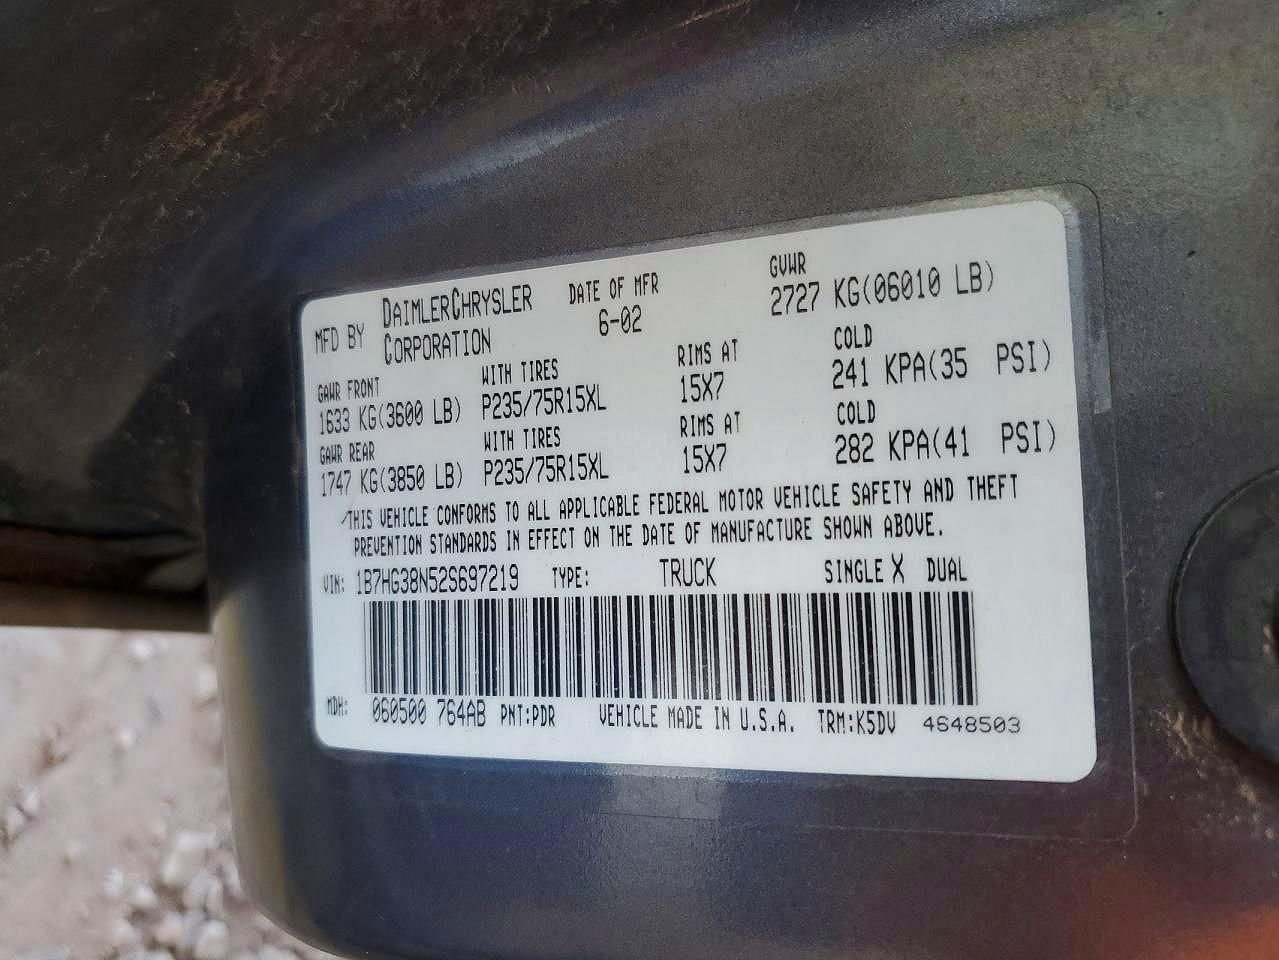 MFD BY DAIMLERCHRYSLER CORPORATION DATE OF MFR 6-02 GVWR 2727 KG(06010 LB)
GAWR FRONT WITH TIRES RIMS AT COLD
1633 KG(3600 LB) P235/75R15XL 15X7 241 KPA(35 PSI)
GAWR REAR WITH TIRES RIMS AT COLD
1747 KG(3850 LB) P235/75R15XL 15X7 282 KPA(41 PSI)
THIS VEHICLE CONFORMS TO ALL APPLICABLE FEDERAL MOTOR VEHICLE SAFETY AND THEFT
PREVENTION STANDARDS IN EFFECT ON THE DATE OF MANUFACTURE SHOWN ABOVE.
VIN: 1B7HG38N52S697219 TYPE: TRUCK SINGLE X DUAL
MDH: 060500 764AB PNT:PDR VEHICLE MADE IN U.S.A. TRM:K5DV 4648503